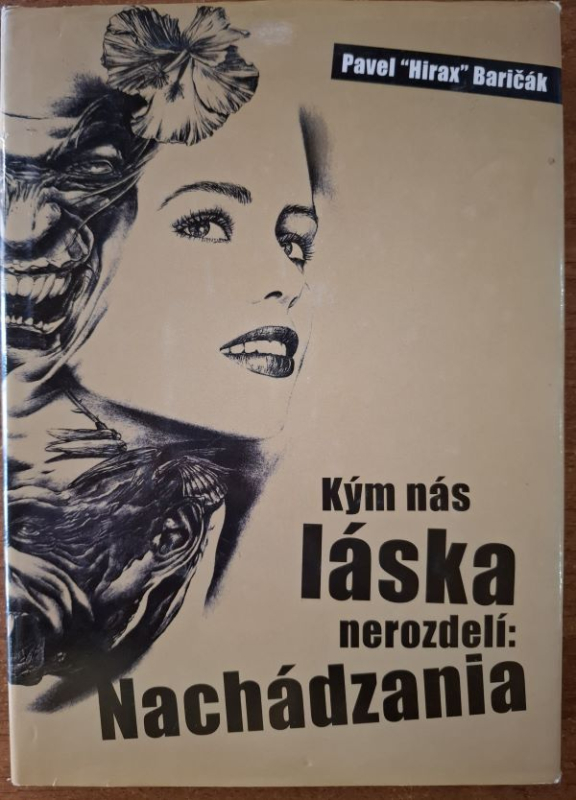 Pavel “Hirax” Baričák
Kým nás
láska
nerozdelí:
Nachádzania